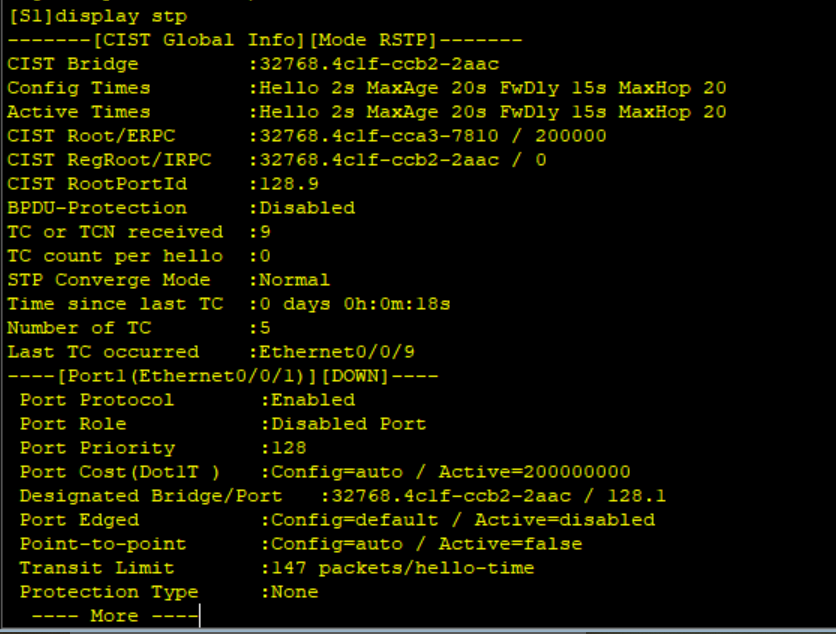 [S1]display stp
-------[CIST Global Info][Mode RSTP]-------
CIST Bridge         :32768.4c1f-ccb2-2aac
Config Times        :Hello 2s MaxAge 20s FwDly 15s MaxHop 20
Active Times        :Hello 2s MaxAge 20s FwDly 15s MaxHop 20
CIST Root/ERPC      :32768.4c1f-cca3-7810 / 200000
CIST RegRoot/IRPC   :32768.4c1f-ccb2-2aac / 0
CIST RootPortId     :128.9
BPDU-Protection     :Disabled
TC or TCN received  :9
TC count per hello  :0
STP Converge Mode   :Normal
Time since last TC  :0 days 0h:0m:18s
Number of TC        :5
Last TC occurred    :Ethernet0/0/9
----[Port1(Ethernet0/0/1)][DOWN]----
 Port Protocol       :Enabled
 Port Role           :Disabled Port
 Port Priority       :128
 Port Cost(Dot1T )   :Config=auto / Active=200000000
 Designated Bridge/Port   :32768.4c1f-ccb2-2aac / 128.1
 Port Edged          :Config=default / Active=disabled
 Point-to-point      :Config=auto / Active=false
 Transit Limit       :147 packets/hello-time
 Protection Type     :None
  ---- More ----